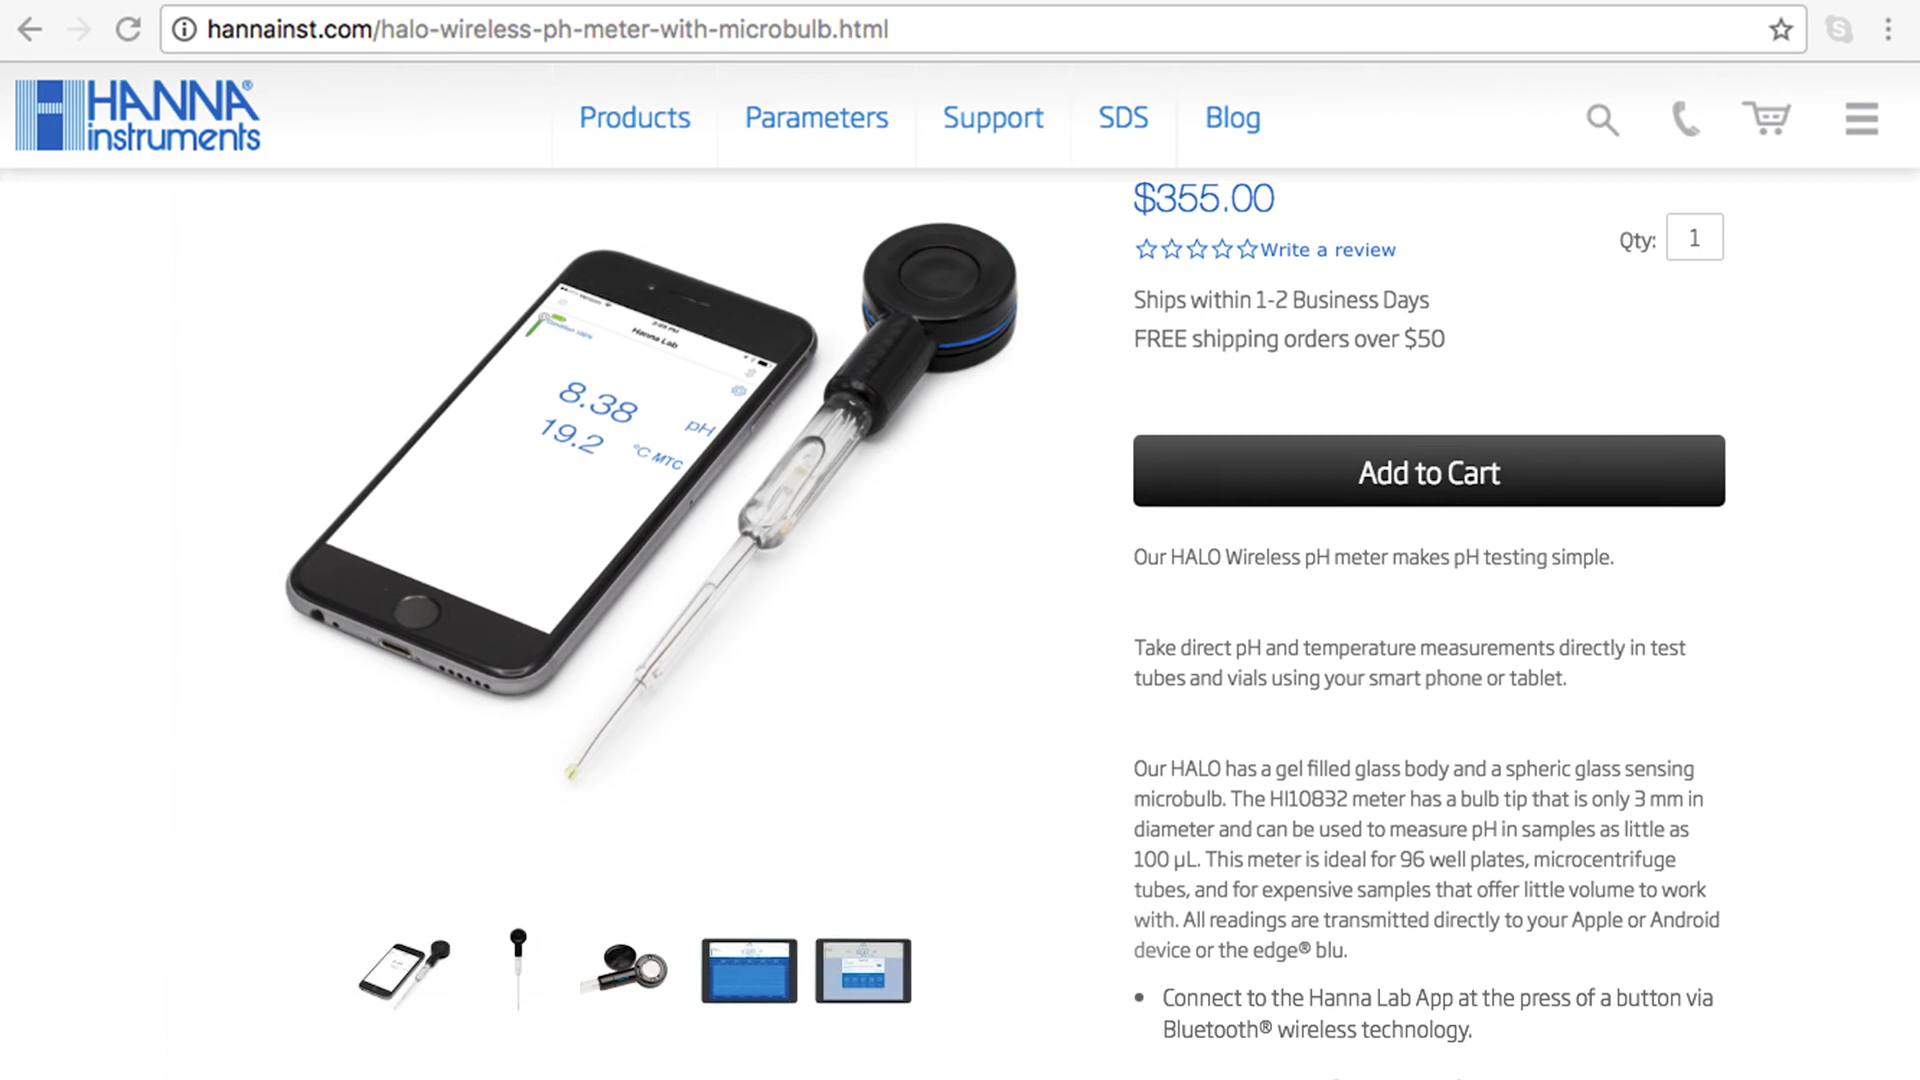 hannainst.com/halo-wireless-ph-meter-with-microbulb.html
HANNA®
instruments
Products
Parameters
Support
SDS
Blog
$355.00
Write a review
Qty: 1
Ships within 1-2 Business Days
FREE shipping orders over $50
Hanna Lab
8.38 pH
19.2 °C MTC
Add to Cart
Our HALO Wireless pH meter makes pH testing simple.
Take direct pH and temperature measurements directly in test
tubes and vials using your smart phone or tablet.
Our HALO has a gel filled glass body and a spheric glass sensing
microbulb. The HI10832 meter has a bulb tip that is only 3 mm in
diameter and can be used to measure pH in samples as little as
100 µL. This meter is ideal for 96 well plates, microcentrifuge
tubes, and for expensive samples that offer little volume to work
with. All readings are transmitted directly to your Apple or Android
device or the edge® blu.
• Connect to the Hanna Lab App at the press of a button via
Bluetooth® wireless technology.